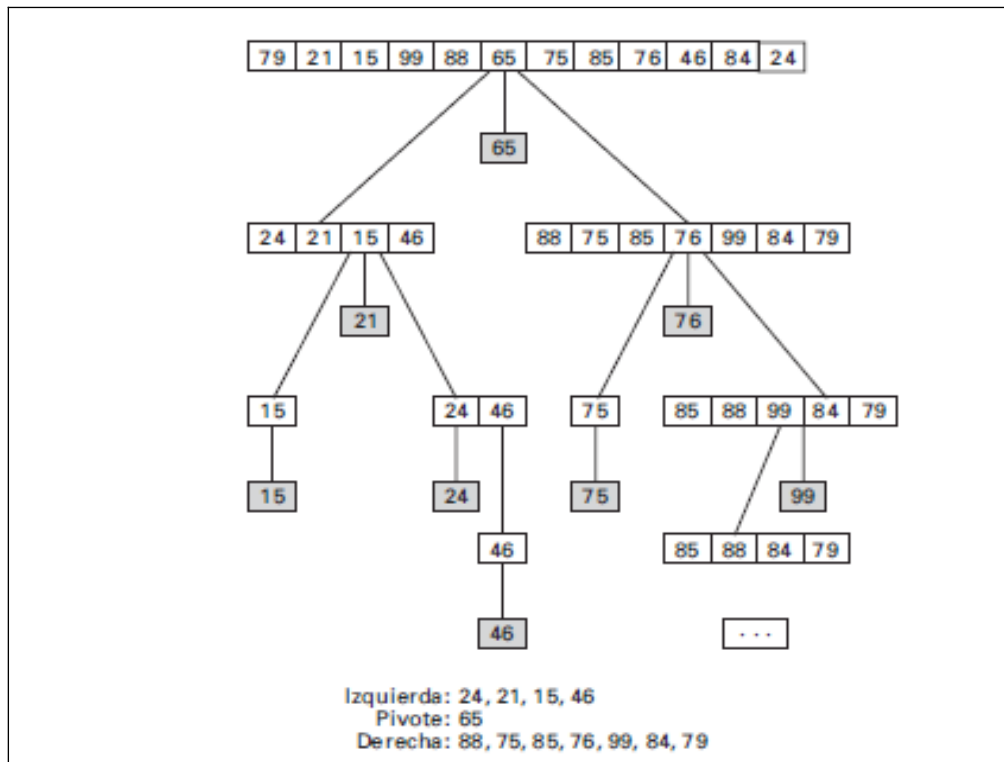 79 21 15 99 88 65 75 85 76 46 84 24
65
24 21 15 46 88 75 85 76 99 84 79
21 76
15 24 46 75 85 88 99 84 79
15 24 75 99
46 85 88 84 79
46 ...
Izquierda: 24, 21, 15, 46
Pivote: 65
Derecha: 88, 75, 85, 76, 99, 84, 79